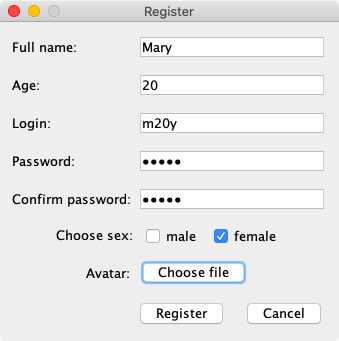 Register
Full name: Mary
Age: 20
Login: m20y
Password: •••••
Confirm password: •••••
Choose sex: male female
Avatar: Choose file
Register Cancel